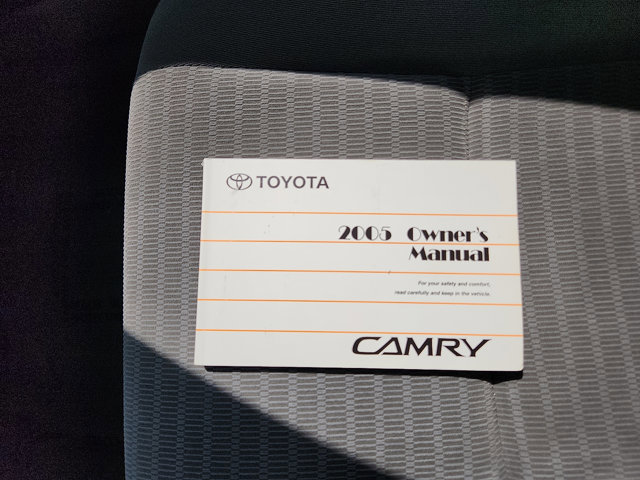 TOYOTA
2005 Owner's
Manual
For your safety and comfort,
read carefully and keep in the vehicle.
CAMRY